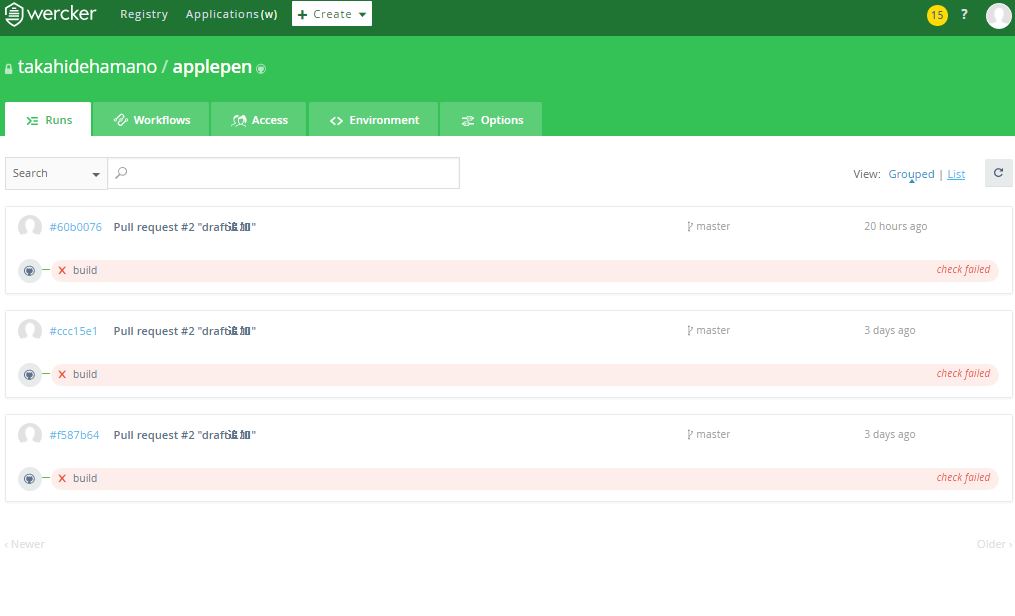 wercker Registry Applications(w) + Create 15 ?
takahidehamano / applepen
Runs Workflows Access Environment Options
Search View: Grouped | List
#60b0076 Pull request #2 "draft追加" master 20 hours ago
build check failed
#ccc15e1 Pull request #2 "draft追加" master 3 days ago
build check failed
#f587b64 Pull request #2 "draft追加" master 3 days ago
build check failed
‹ Newer Older ›